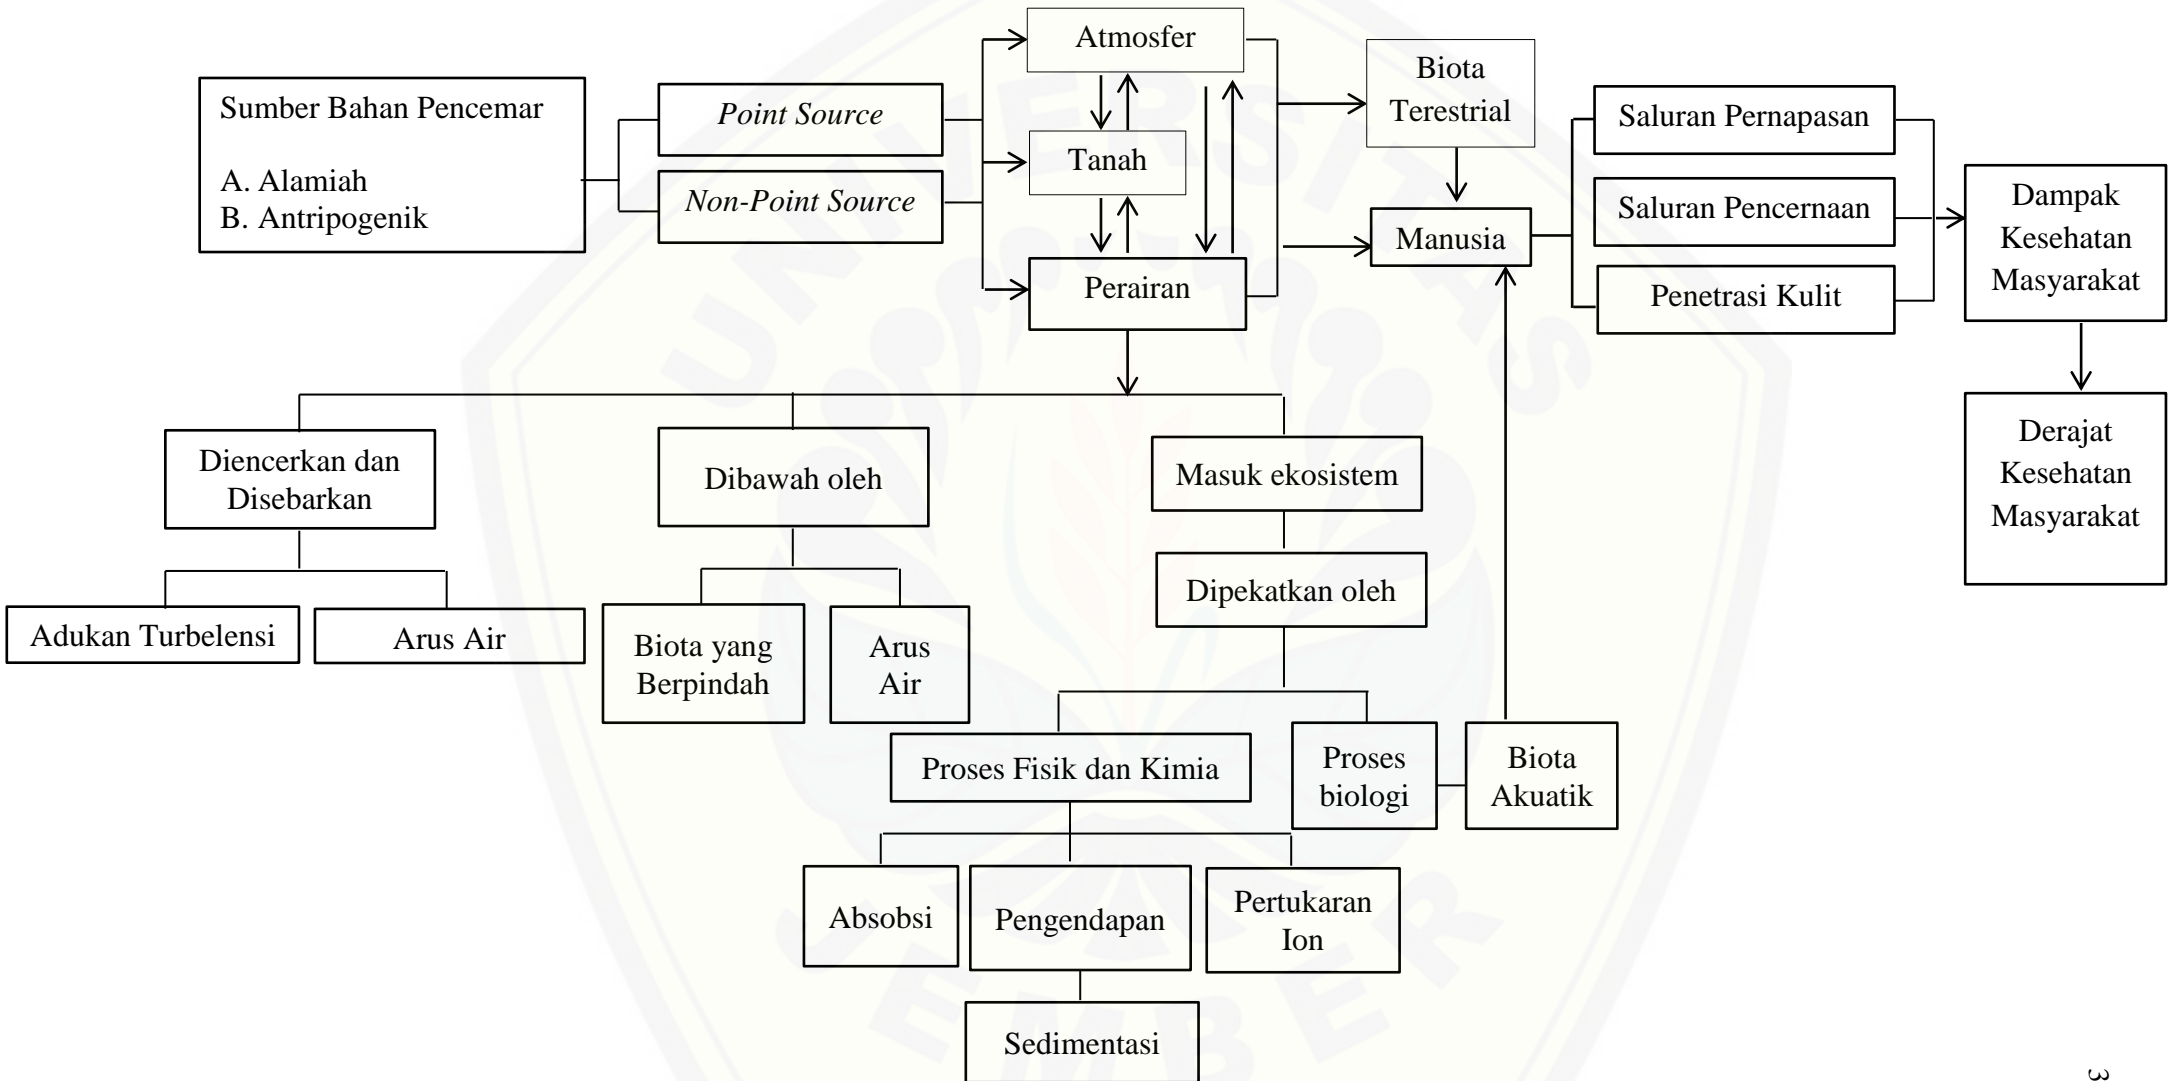 Atmosfer
Biota
Terestrial
Sumber Bahan Pencemar
A. Alamiah
B. Antripogenik
Point Source
Non-Point Source
Tanah
Perairan
Manusia
Saluran Pernapasan
Saluran Pencernaan
Penetrasi Kulit
Dampak
Kesehatan
Masyarakat
Derajat
Kesehatan
Masyarakat
Diencerkan dan
Disebarkan
Dibawah oleh
Masuk ekosistem
Dipekatkan oleh
Adukan Turbelensi
Arus Air
Biota yang
Berpindah
Arus
Air
Proses Fisik dan Kimia
Proses
biologi
Biota
Akuatik
Absobsi
Pengendapan
Pertukaran
Ion
Sedimentasi
3
UNIVERSITAS
JEMBER